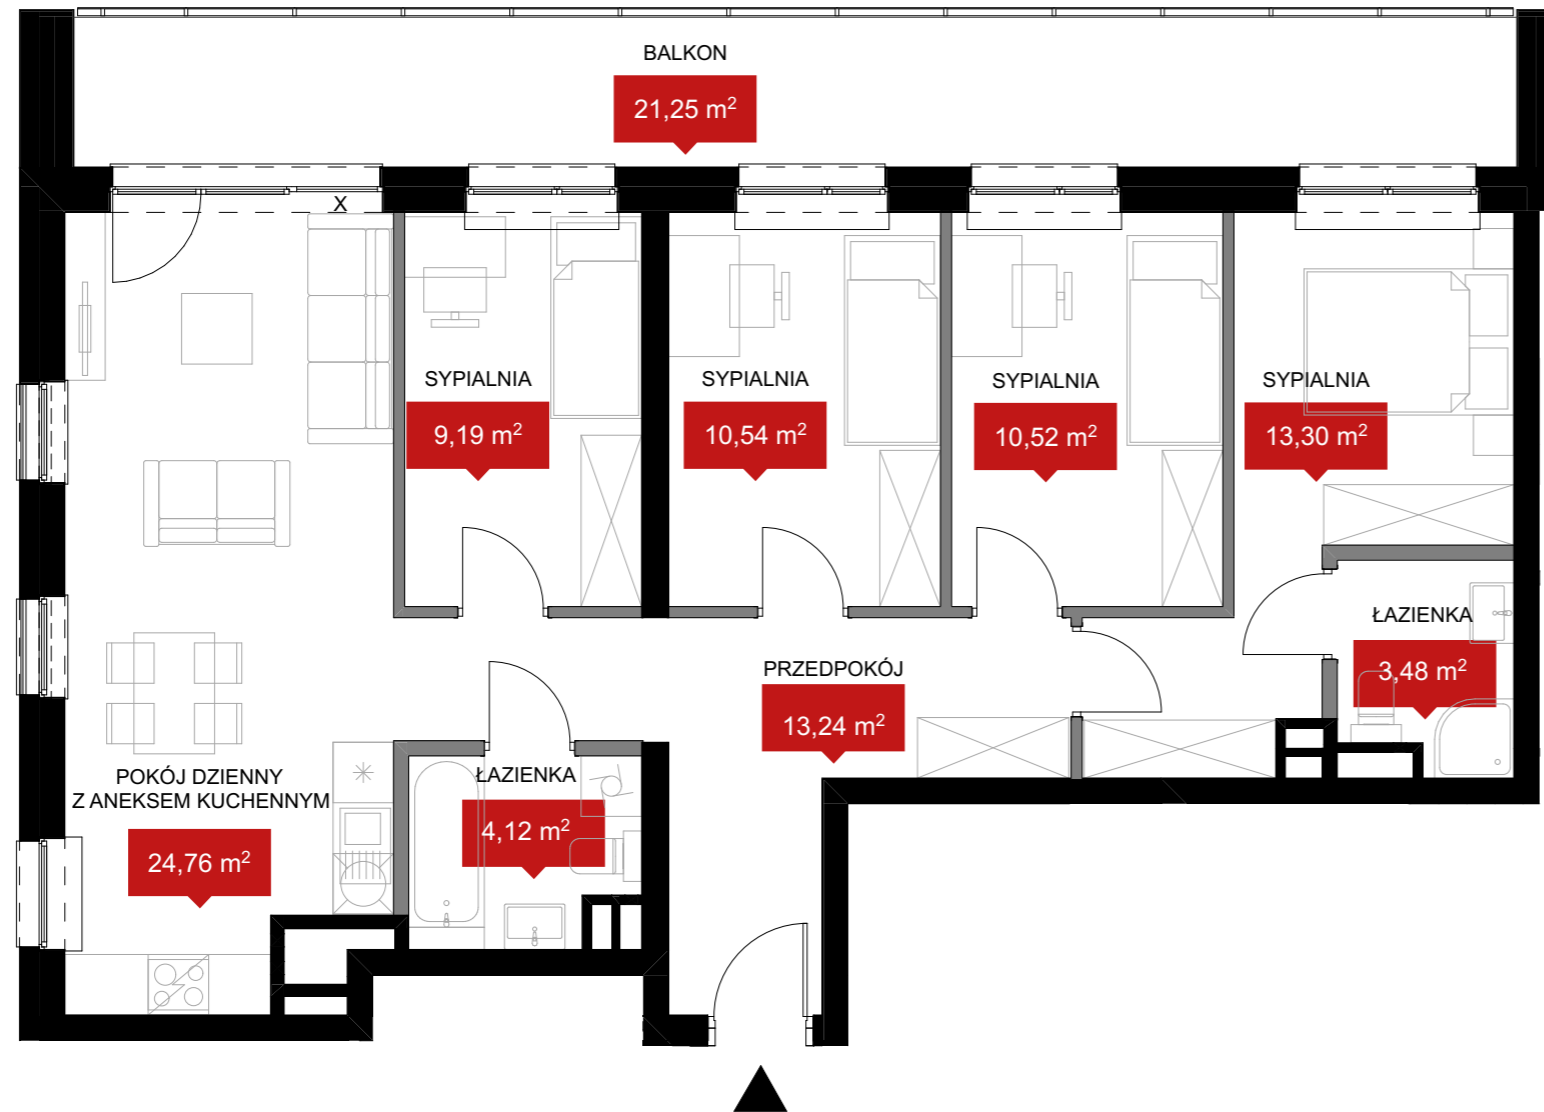 BALKON
21,25 m²
X
SYPIALNIA
9,19 m²
SYPIALNIA
10,54 m²
SYPIALNIA
10,52 m²
SYPIALNIA
13,30 m²
ŁAZIENKA
3,48 m²
PRZEDPOKÓJ
13,24 m²
POKÓJ DZIENNY
Z ANEKSEM KUCHENNYM
24,76 m²
ŁAZIENKA
4,12 m²